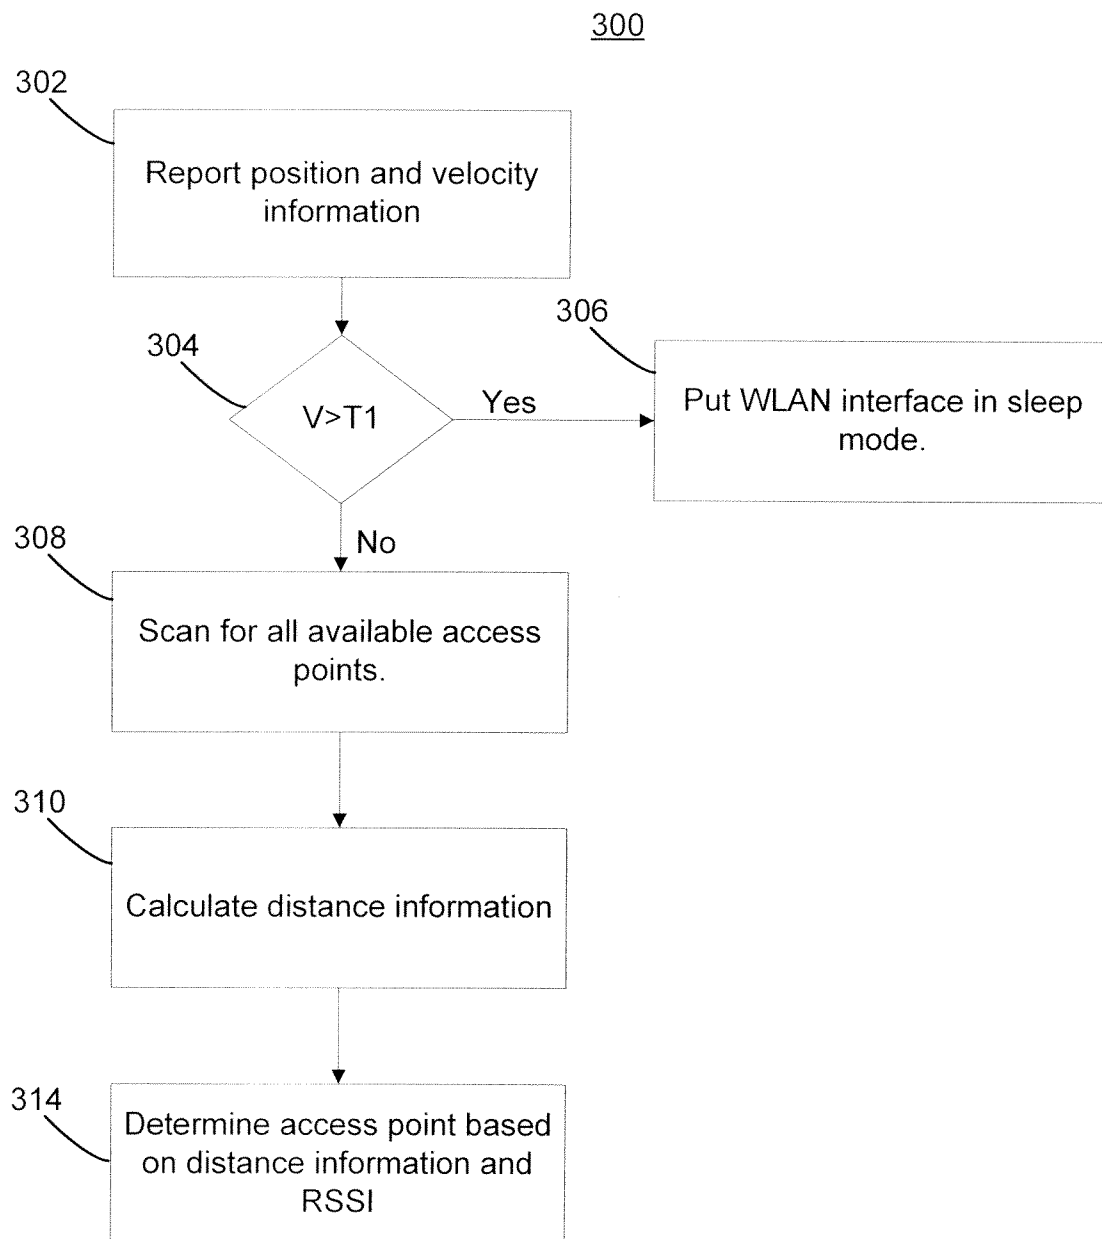 300
302
Report position and velocity
information
304
V>T1
Yes
306
Put WLAN interface in sleep
mode.
No
308
Scan for all available access
points.
310
Calculate distance information
314
Determine access point based
on distance information and
RSSI